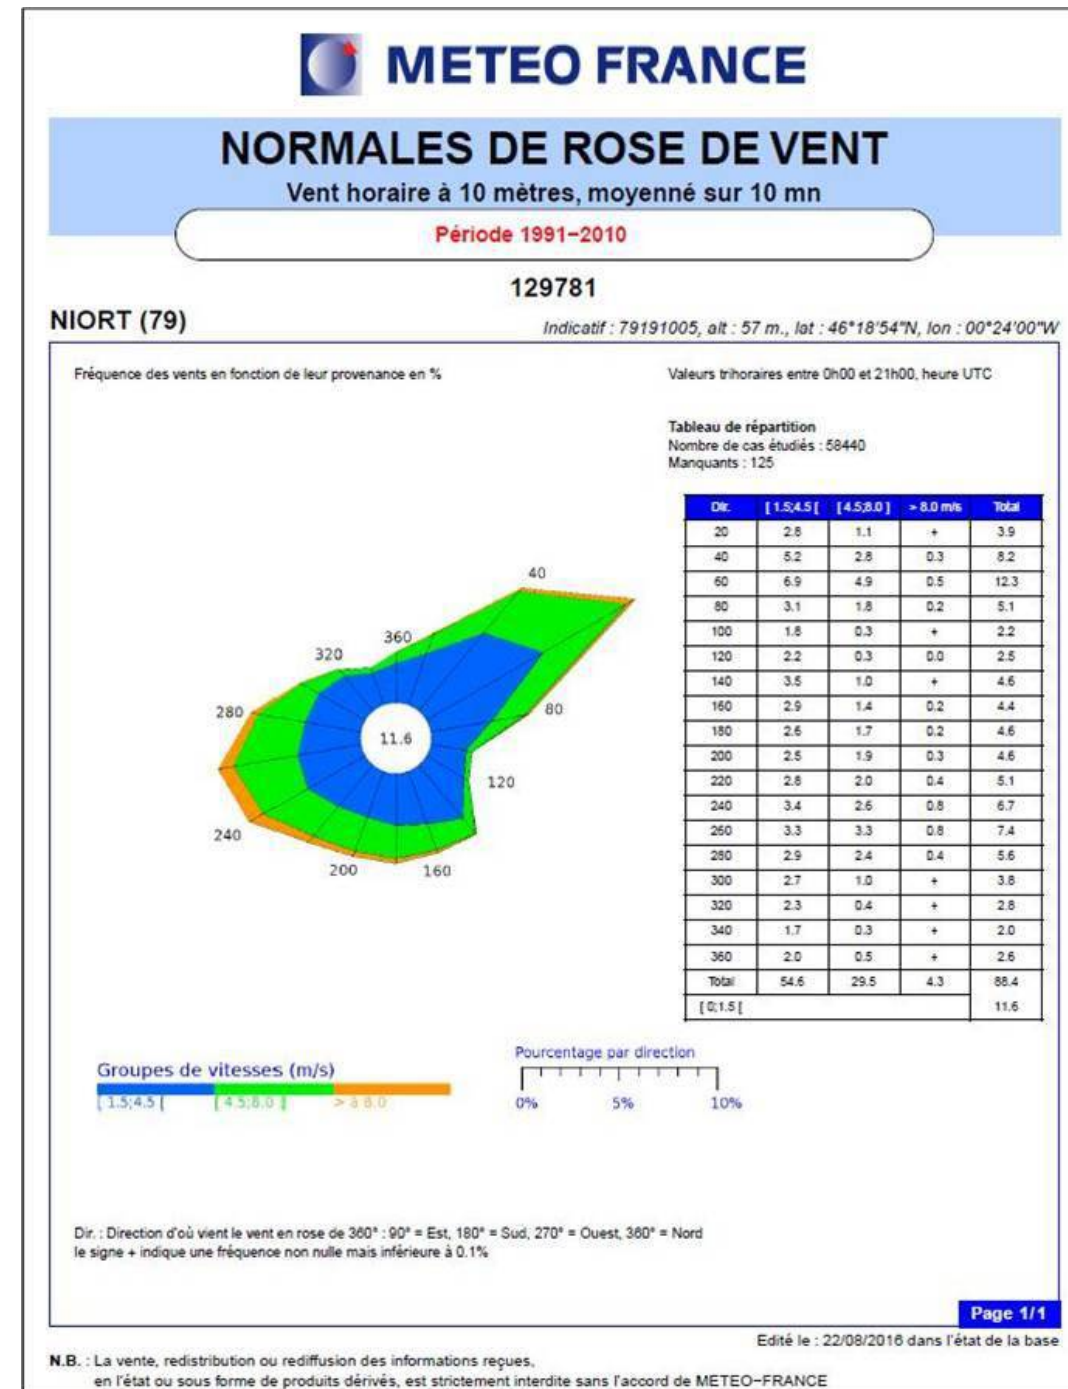 METEO FRANCE
NORMALES DE ROSE DE VENT
Vent horaire à 10 mètres, moyenné sur 10 mn
Période 1991−2010
129781
NIORT (79)
Indicatif : 79191005, alt : 57 m., lat : 46°18'54"N, lon : 00°24'00"W
Fréquence des vents en fonction de leur provenance en %
Valeurs trihoraires entre 0h00 et 21h00, heure UTC
Tableau de répartition
Nombre de cas étudiés : 58440
Manquants : 125
Dir. [ 1.5;4.5 [ [ 4.5;8.0 ] > 8.0 m/s Total
20 2.8 1.1 + 3.9
40 5.2 2.8 0.3 8.2
60 6.9 4.9 0.5 12.3
80 3.1 1.8 0.2 5.1
100 1.8 0.3 + 2.2
120 2.2 0.3 0.0 2.5
140 3.5 1.0 + 4.6
160 2.9 1.4 0.2 4.4
180 2.6 1.7 0.2 4.6
200 2.5 1.9 0.3 4.6
220 2.8 2.0 0.4 5.1
240 3.4 2.6 0.8 6.7
260 3.3 3.3 0.8 7.4
280 2.9 2.4 0.4 5.6
300 2.7 1.0 + 3.8
320 2.3 0.4 + 2.8
340 1.7 0.3 + 2.0
360 2.0 0.5 + 2.6
Total 54.6 29.5 4.3 88.4
[ 0;1.5 [ 11.6
40
360
320
280
80
11.6
120
240
200
160
Groupes de vitesses (m/s)
[ 1.5;4.5 [ [ 4.5;8.0 ] > à 8.0
Pourcentage par direction
0% 5% 10%
Dir. : Direction d'où vient le vent en rose de 360° : 90° = Est, 180° = Sud, 270° = Ouest, 360° = Nord
le signe + indique une fréquence non nulle mais inférieure à 0.1%
Page 1/1
Edité le : 22/08/2016 dans l'état de la base
N.B. : La vente, redistribution ou rediffusion des informations reçues,
en l'état ou sous forme de produits dérivés, est strictement interdite sans l'accord de METEO−FRANCE